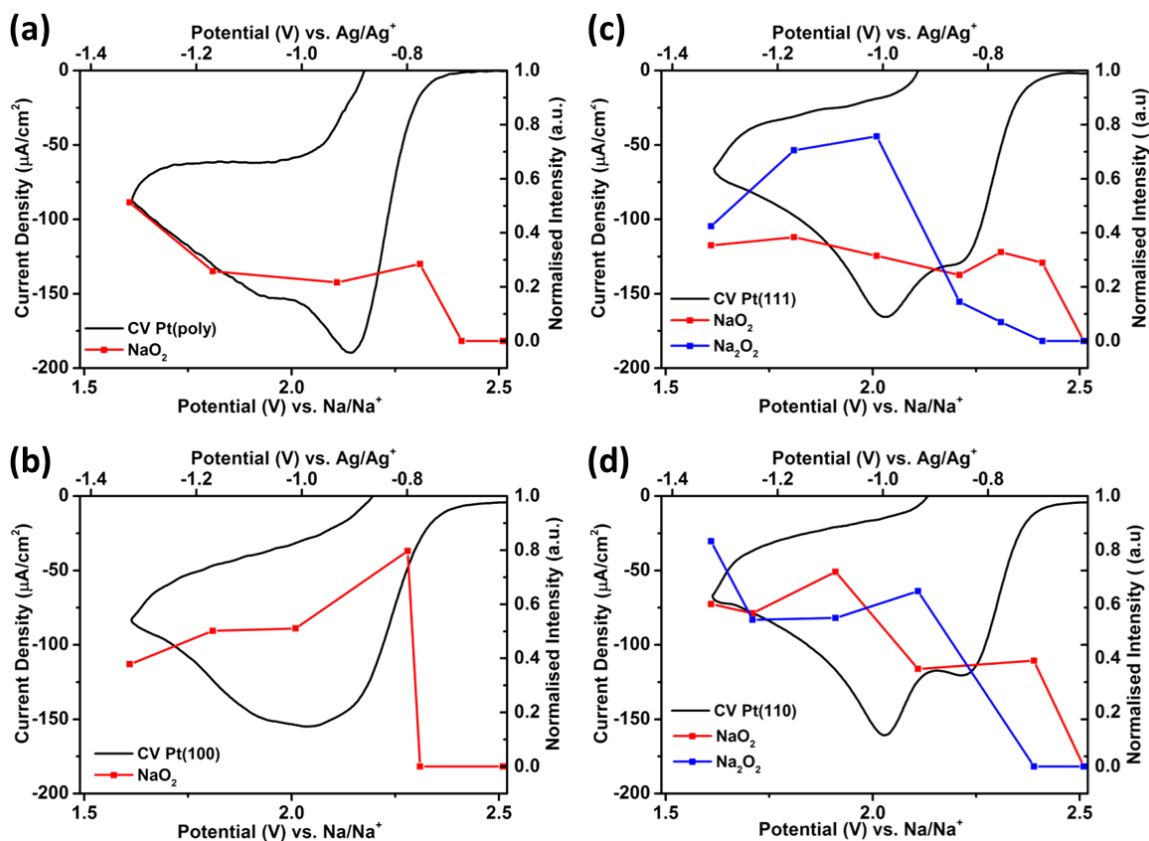 (a)
Potential (V) vs. Ag/Ag⁺
-1.4 -1.2 -1.0 -0.8
Current Density (μA/cm²)
0
-50
-100
-150
-200
Normalised Intensity (a.u.)
1.0
0.8
0.6
0.4
0.2
0.0
CV Pt(poly)
NaO₂
1.5 2.0 2.5
Potential (V) vs. Na/Na⁺
(c)
Potential (V) vs. Ag/Ag⁺
-1.4 -1.2 -1.0 -0.8
Current Density (μA/cm²)
0
-50
-100
-150
-200
Normalised Intensity ( (a.u)
1.0
0.8
0.6
0.4
0.2
0.0
CV Pt(111)
NaO₂
Na₂O₂
1.5 2.0 2.5
Potential (V) vs. Na/Na⁺
(b)
Potential (V) vs. Ag/Ag⁺
-1.4 -1.2 -1.0 -0.8
Current Density (μA/cm²)
0
-50
-100
-150
-200
Normalised Intensity (a.u.)
1.0
0.8
0.6
0.4
0.2
0.0
CV Pt(100)
NaO₂
1.5 2.0 2.5
Potential (V) vs. Na/Na⁺
(d)
Potential (V) vs. Ag/Ag⁺
-1.4 -1.2 -1.0 -0.8
Current Density (μA/cm²)
0
-50
-100
-150
-200
Normalised Intensity ( (a.u)
1.0
0.8
0.6
0.4
0.2
0.0
CV Pt(110)
NaO₂
Na₂O₂
1.5 2.0 2.5
Potential (V) vs. Na/Na⁺